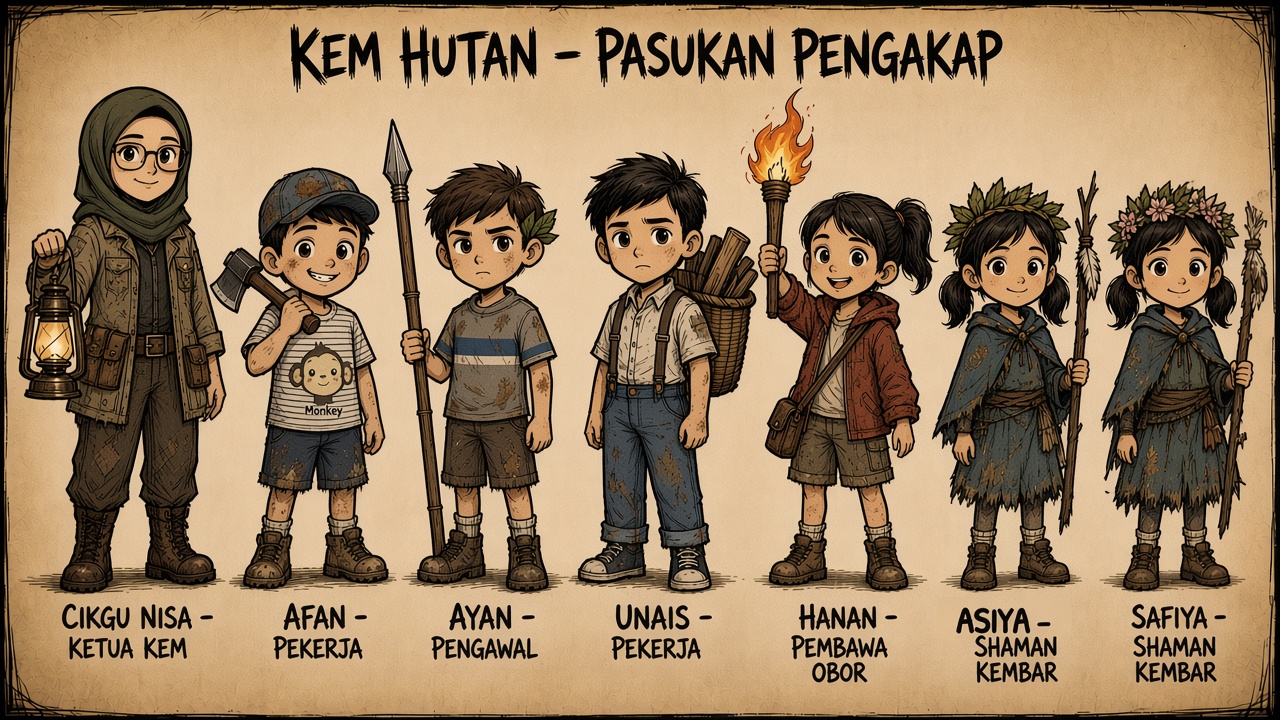 KEM HUTAN – PASUKAN PENGAKAP
Monkey
CIKGU NISA –
KETUA KEM
AFAN –
PEKERJA
AYAN –
PENGAWAL
UNAIS –
PEKERJA
HANAN –
PEMBAWA
OBOR
ASIYA –
SHAMAN
KEMBAR
SAFIYA –
SHAMAN
KEMBAR